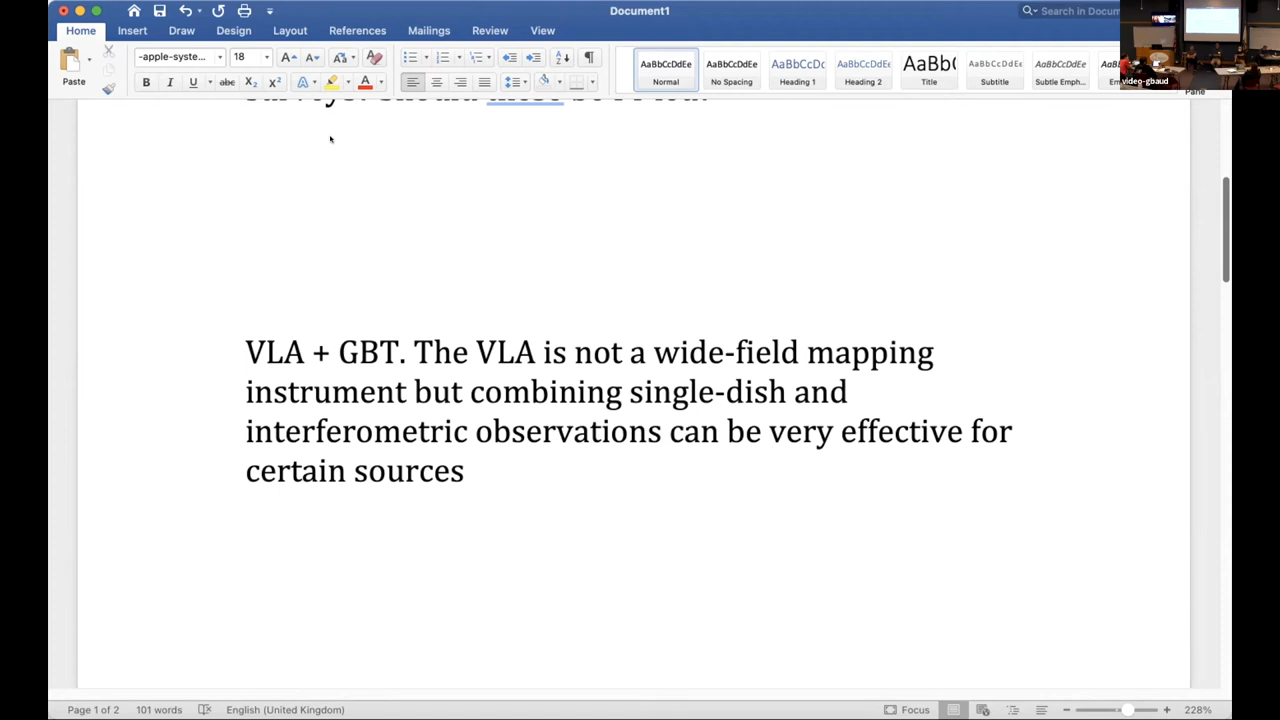 Document1
Search in Docum
Home Insert Draw Design Layout References Mailings Review View
-apple-syste... 18
Paste
AaBbCcDdEe AaBbCcDdEe AaBbCcDc AaBbCcDdEe AaBb( AaBbCcDdEe AaBbCcDdEe
Normal No Spacing Heading 1 Heading 2 Title Subtitle Subtle Emph...
video-gbaud
Pane
VLA + GBT. The VLA is not a wide-field mapping
instrument but combining single-dish and
interferometric observations can be very effective for
certain sources
Page 1 of 2 101 words English (United Kingdom) Focus 228%